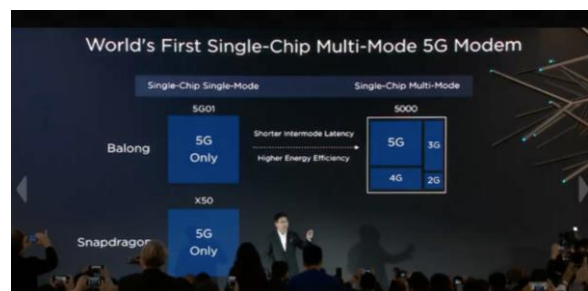 World's First Single-Chip Multi-Mode 5G Modem
Single-Chip Single-Mode
Single-Chip Multi-Mode
5G01
5000
Balong
5G
Only
Shorter Intermode Latency
Higher Energy Efficiency
5G
3G
4G
2G
X50
Snapdragon
5G
Only